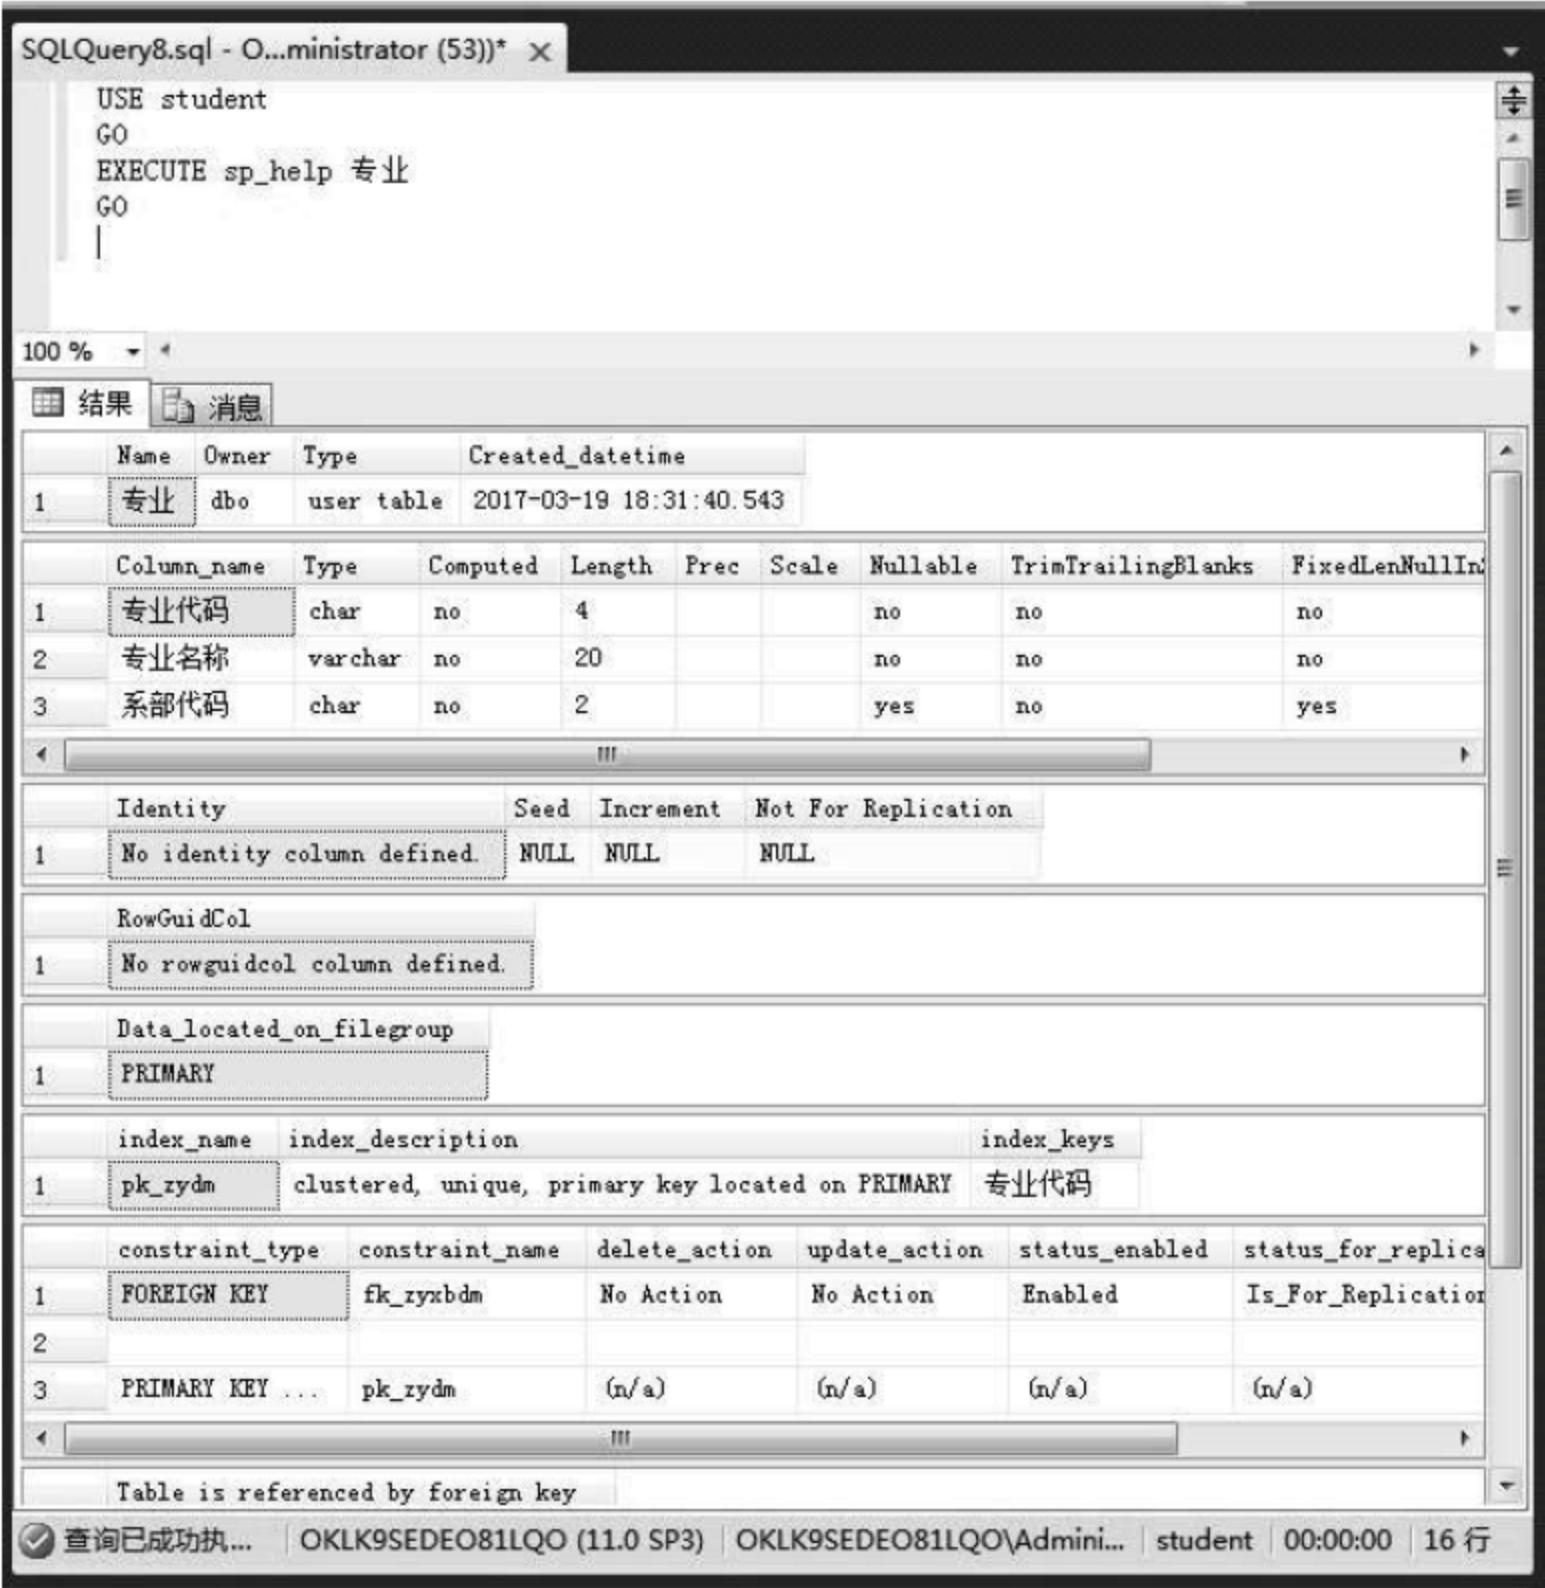 SQLQuery8.sql - O...ministrator (53))* ×
USE student
GO
EXECUTE sp_help 专业
GO
100 %
结果 消息
Name Owner Type Created_datetime
1 专业 dbo user table 2017-03-19 18:31:40.543
Column_name Type Computed Length Prec Scale Nullable TrimTrailingBlanks FixedLenNullIn
1 专业代码 char no 4 no no no
2 专业名称 varchar no 20 no no no
3 系部代码 char no 2 yes no yes
Identity Seed Increment Not For Replication
1 No identity column defined. NULL NULL NULL
RowGuidCol
1 No rowguidcol column defined.
Data_located_on_filegroup
1 PRIMARY
index_name index_description index_keys
1 pk_zydm clustered, unique, primary key located on PRIMARY 专业代码
constraint_type constraint_name delete_action update_action status_enabled status_for_replica
1 FOREIGN KEY fk_zyxbdm No Action No Action Enabled Is_For_Replication
2
3 PRIMARY KEY ... pk_zydm (n/a) (n/a) (n/a) (n/a)
Table is referenced by foreign key
查询已成功执... OKLK9SEDEO81LQO (11.0 SP3) OKLK9SEDEO81LQO\Admini... student 00:00:00 16 行